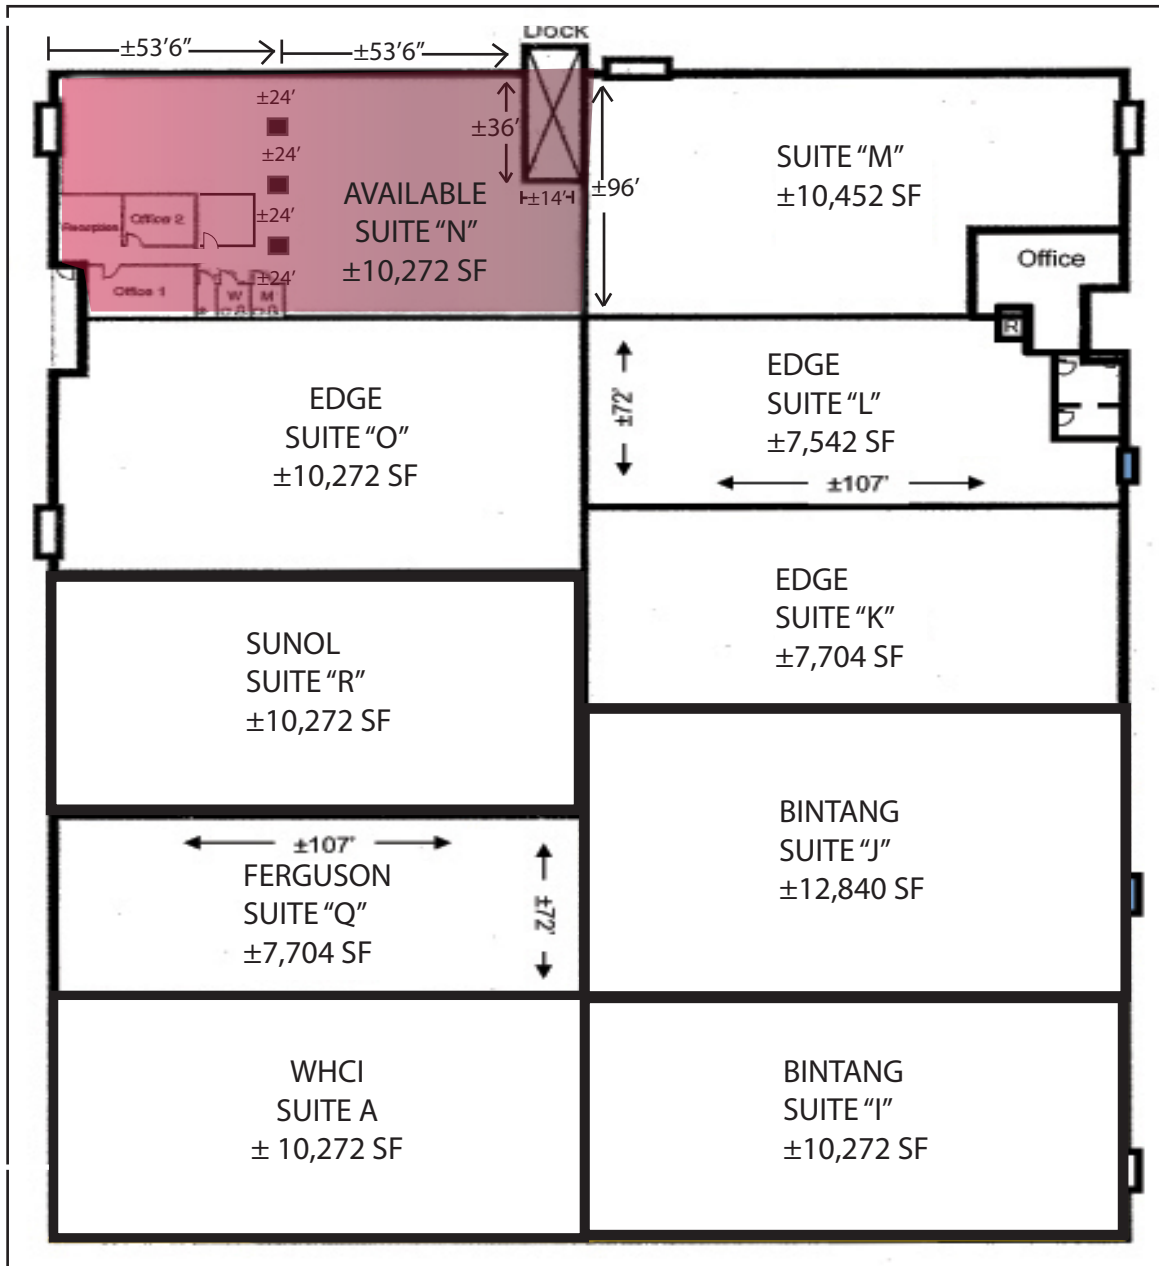 Dock
±53'6”
±53'6”
±24'
±36'
±24'
±96'
±14'
AVAILABLE
SUITE “N”
±10,272 SF
SUITE “M”
±10,452 SF
Reception
Office 2
±24'
Office
Office 1
±24'
W
M
R
EDGE
SUITE “O”
±10,272 SF
±72'
EDGE
SUITE “L”
±7,542 SF
±107'
EDGE
SUITE “K”
±7,704 SF
SUNOL
SUITE “R”
±10,272 SF
BINTANG
SUITE “J”
±12,840 SF
±107'
FERGUSON
SUITE “Q”
±7,704 SF
±72'
WHCI
SUITE A
± 10,272 SF
BINTANG
SUITE “I”
±10,272 SF